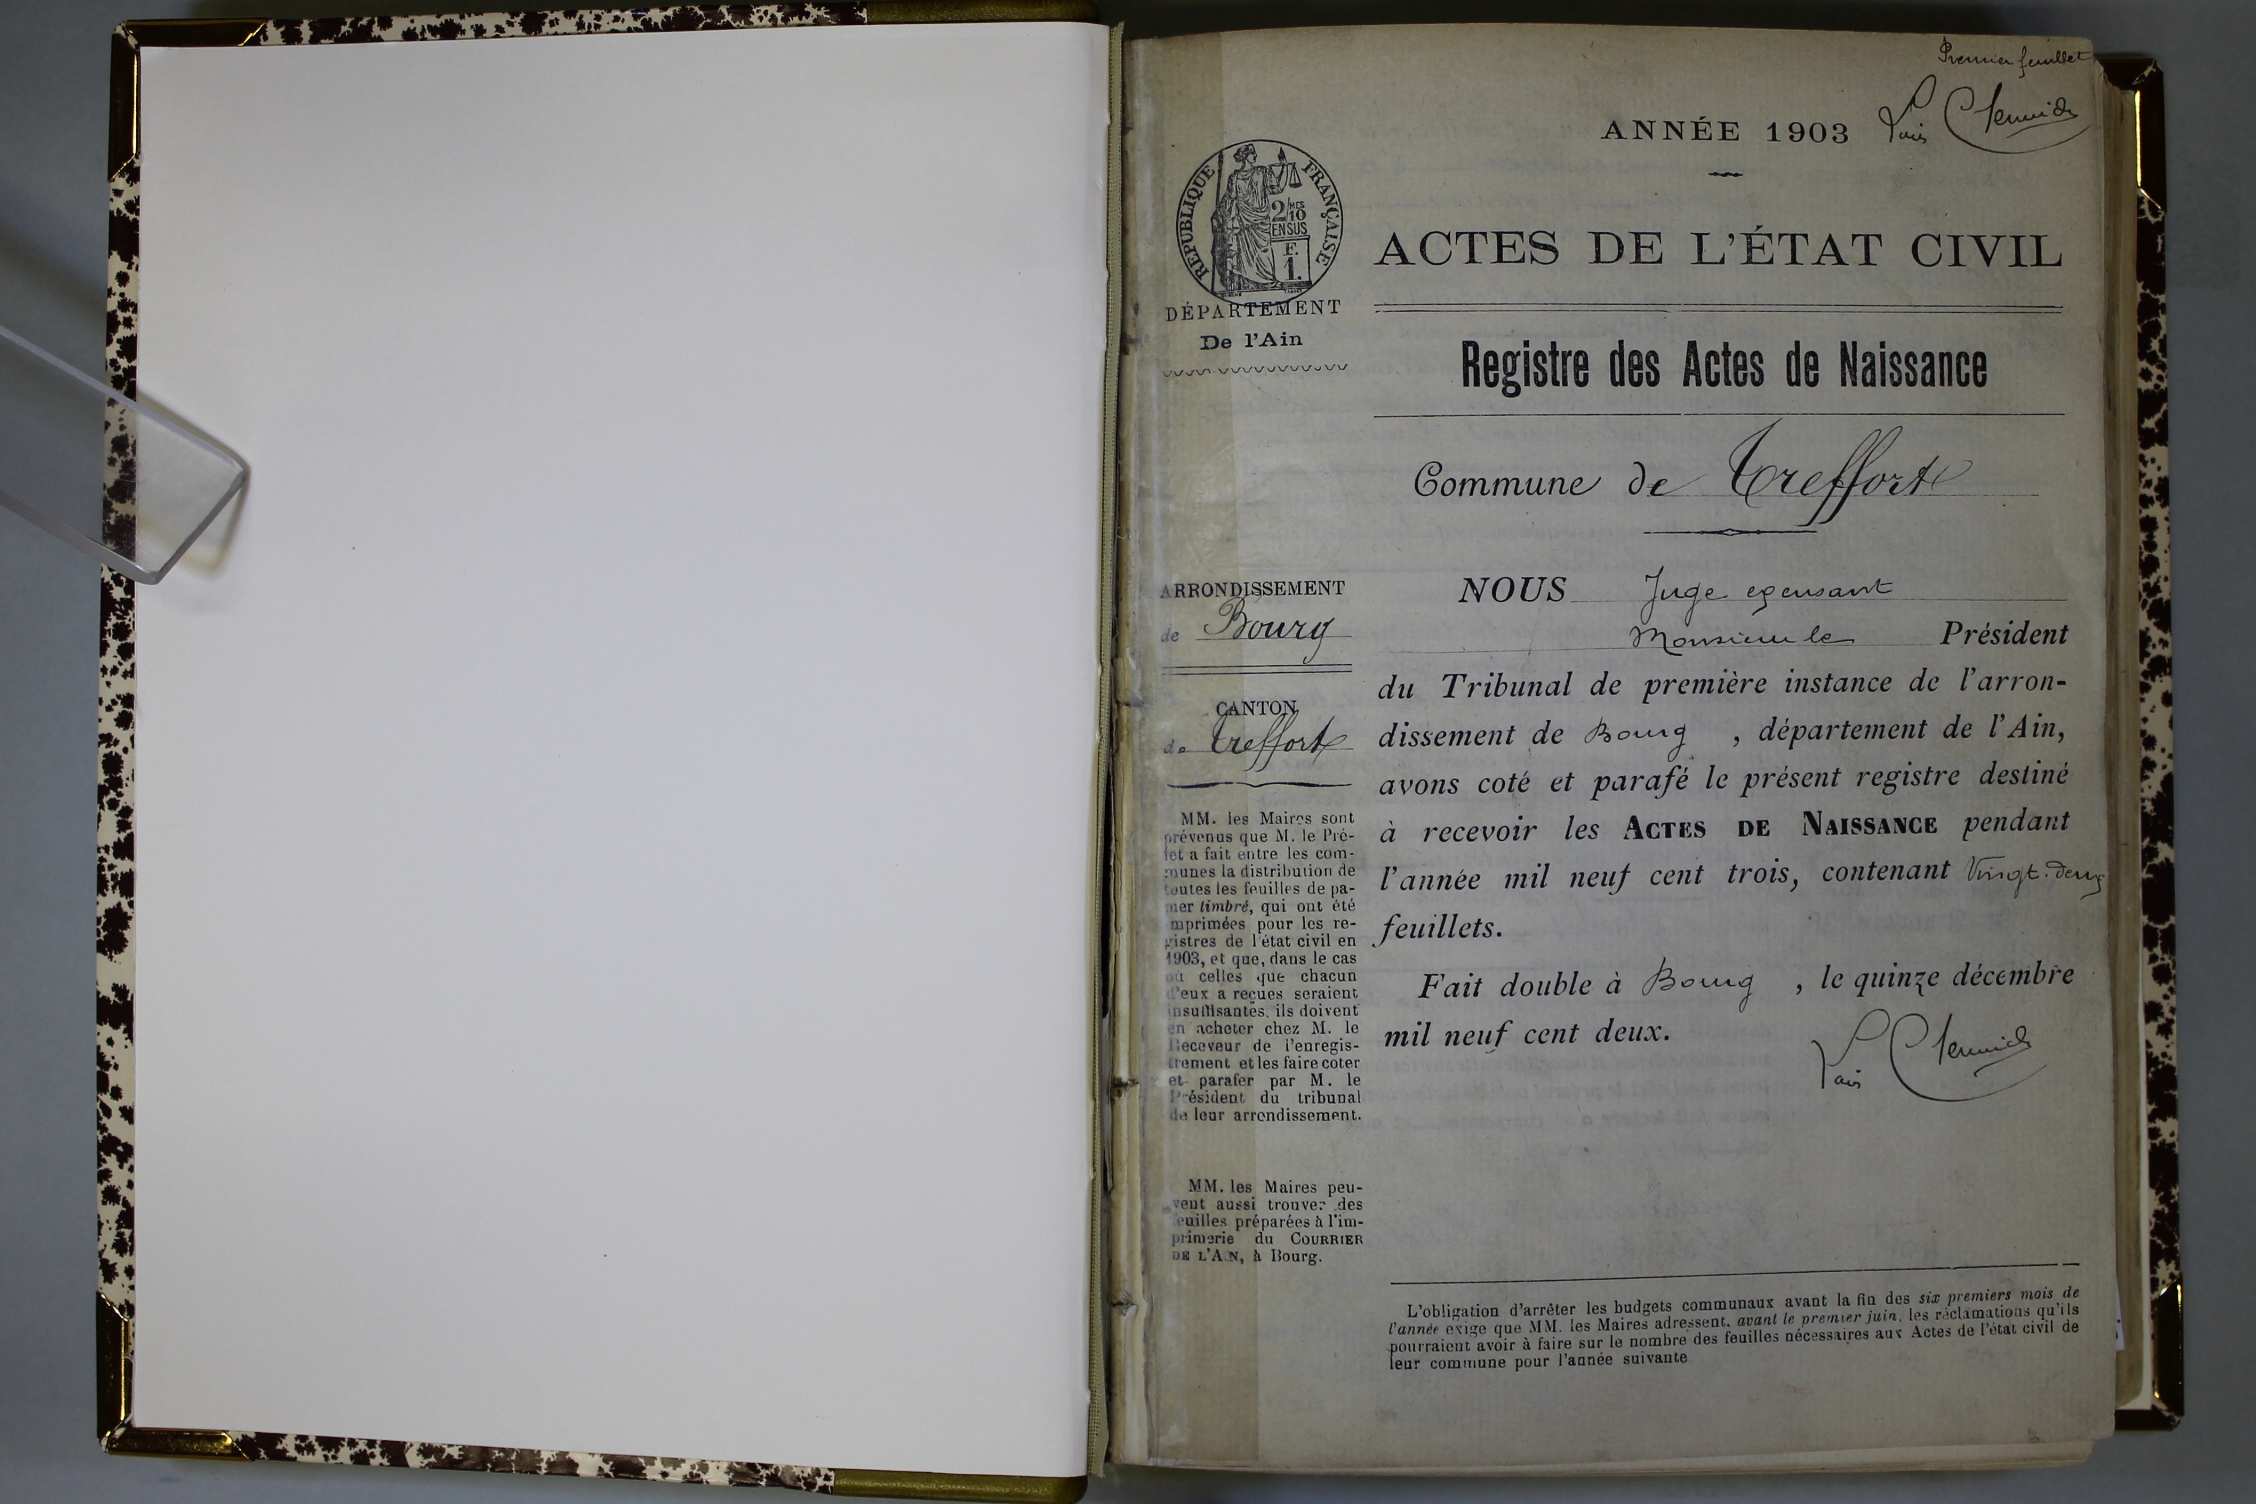 Premier feuillet
ANNÉE 1903
RÉPUBLIQUE FRANÇAISE
2/10 MES
EN SUS
F.
1.
ACTES DE L'ÉTAT CIVIL
DÉPARTEMENT
De l'Ain
Registre des Actes de Naissance
Commune de Treffort
ARRONDISSEMENT
de Bourg
CANTON
de Treffort
MM. les Maires sont
prévenus que M. le Pré-
fet a fait entre les com-
munes la distribution de
toutes les feuilles de pa-
pier timbré, qui ont été
imprimées pour les re-
gistres de l'état civil en
1903, et que, dans le cas
où celles que chacun
d'eux a reçues seraient
insuffisantes, ils doivent
en acheter chez M. le
Receveur de l'enregis-
trement et les faire coter
et parafer par M. le
Président du tribunal
de leur arrondissement.
MM. les Maires peu-
vent aussi trouver des
feuilles préparées à l'im-
primerie du COURRIER
DE L'AIN, à Bourg.
NOUS Juge
Monsieur le Président
du Tribunal de première instance de l'arron-
dissement de Bourg , département de l'Ain,
avons coté et parafé le présent registre destiné
à recevoir les ACTES DE NAISSANCE pendant
l'année mil neuf cent trois, contenant Vingt-deux
feuillets.
Fait double à Bourg , le quinze décembre
mil neuf cent deux.
L'obligation d'arrêter les budgets communaux avant la fin des six premiers mois de
l'année exige que MM. les Maires adressent, avant le premier juin, les réclamations qu'ils
pourraient avoir à faire sur le nombre des feuilles nécessaires aux Actes de l'état civil de
leur commune pour l'année suivante